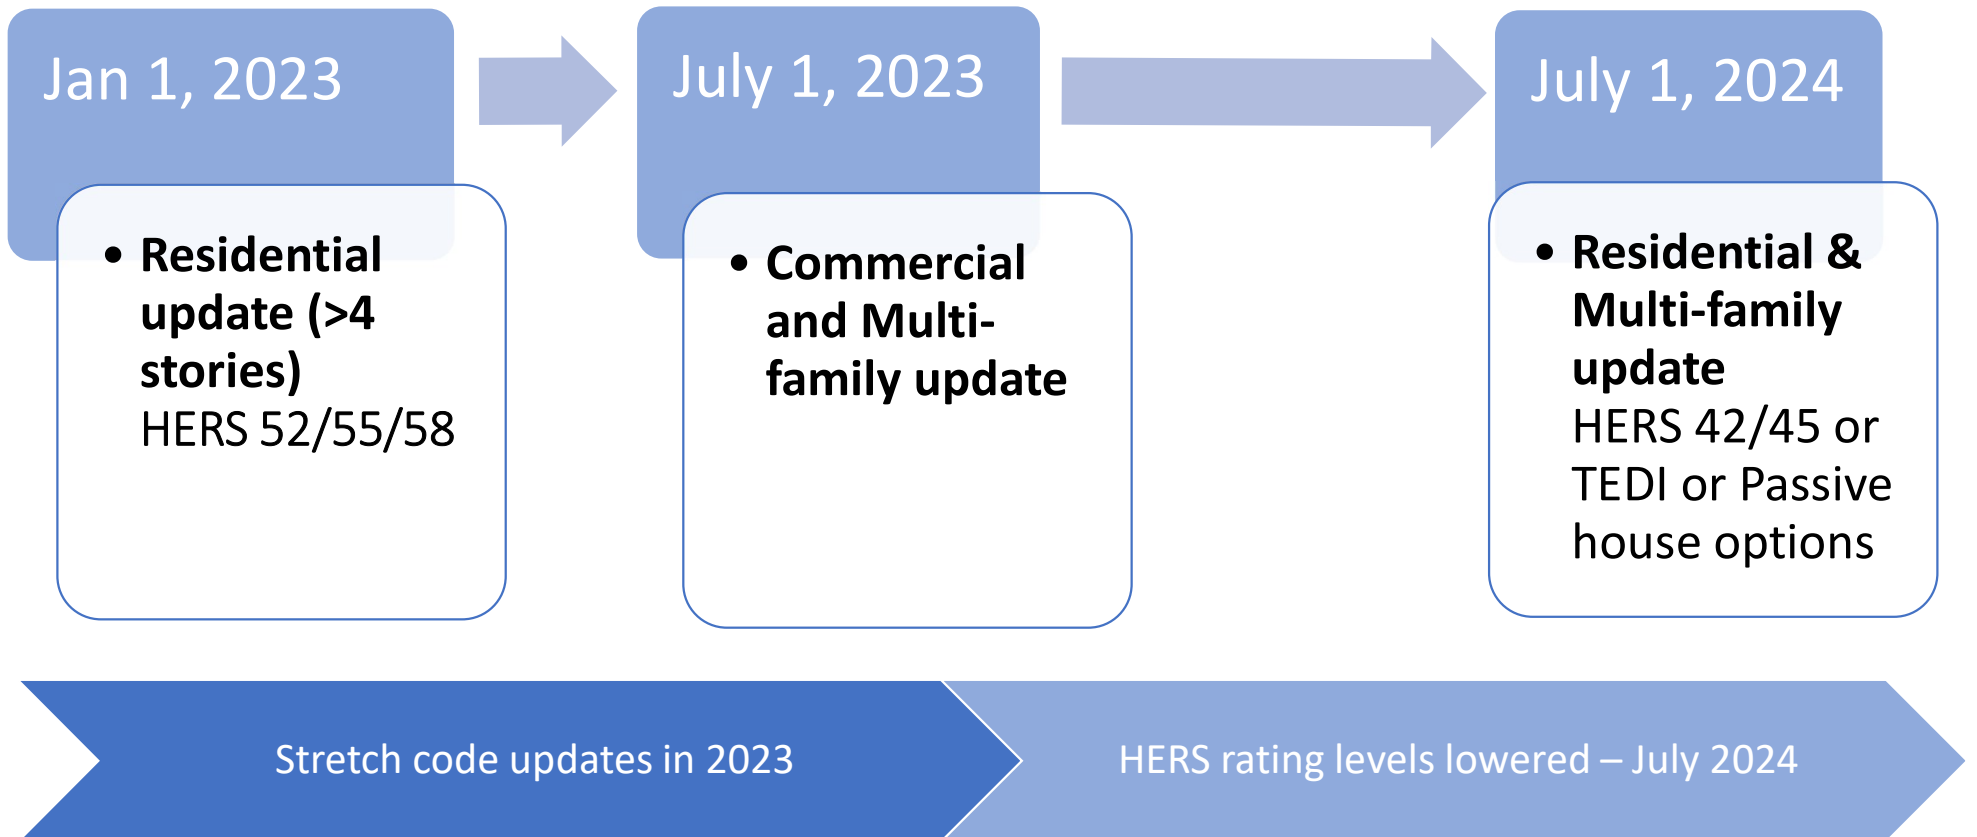 Jan 1, 2023
• Residential
update (>4
stories)
HERS 52/55/58
July 1, 2023
• Commercial
and Multi-
family update
July 1, 2024
• Residential &
Multi-family
update
HERS 42/45 or
TEDI or Passive
house options
Stretch code updates in 2023
HERS rating levels lowered – July 2024